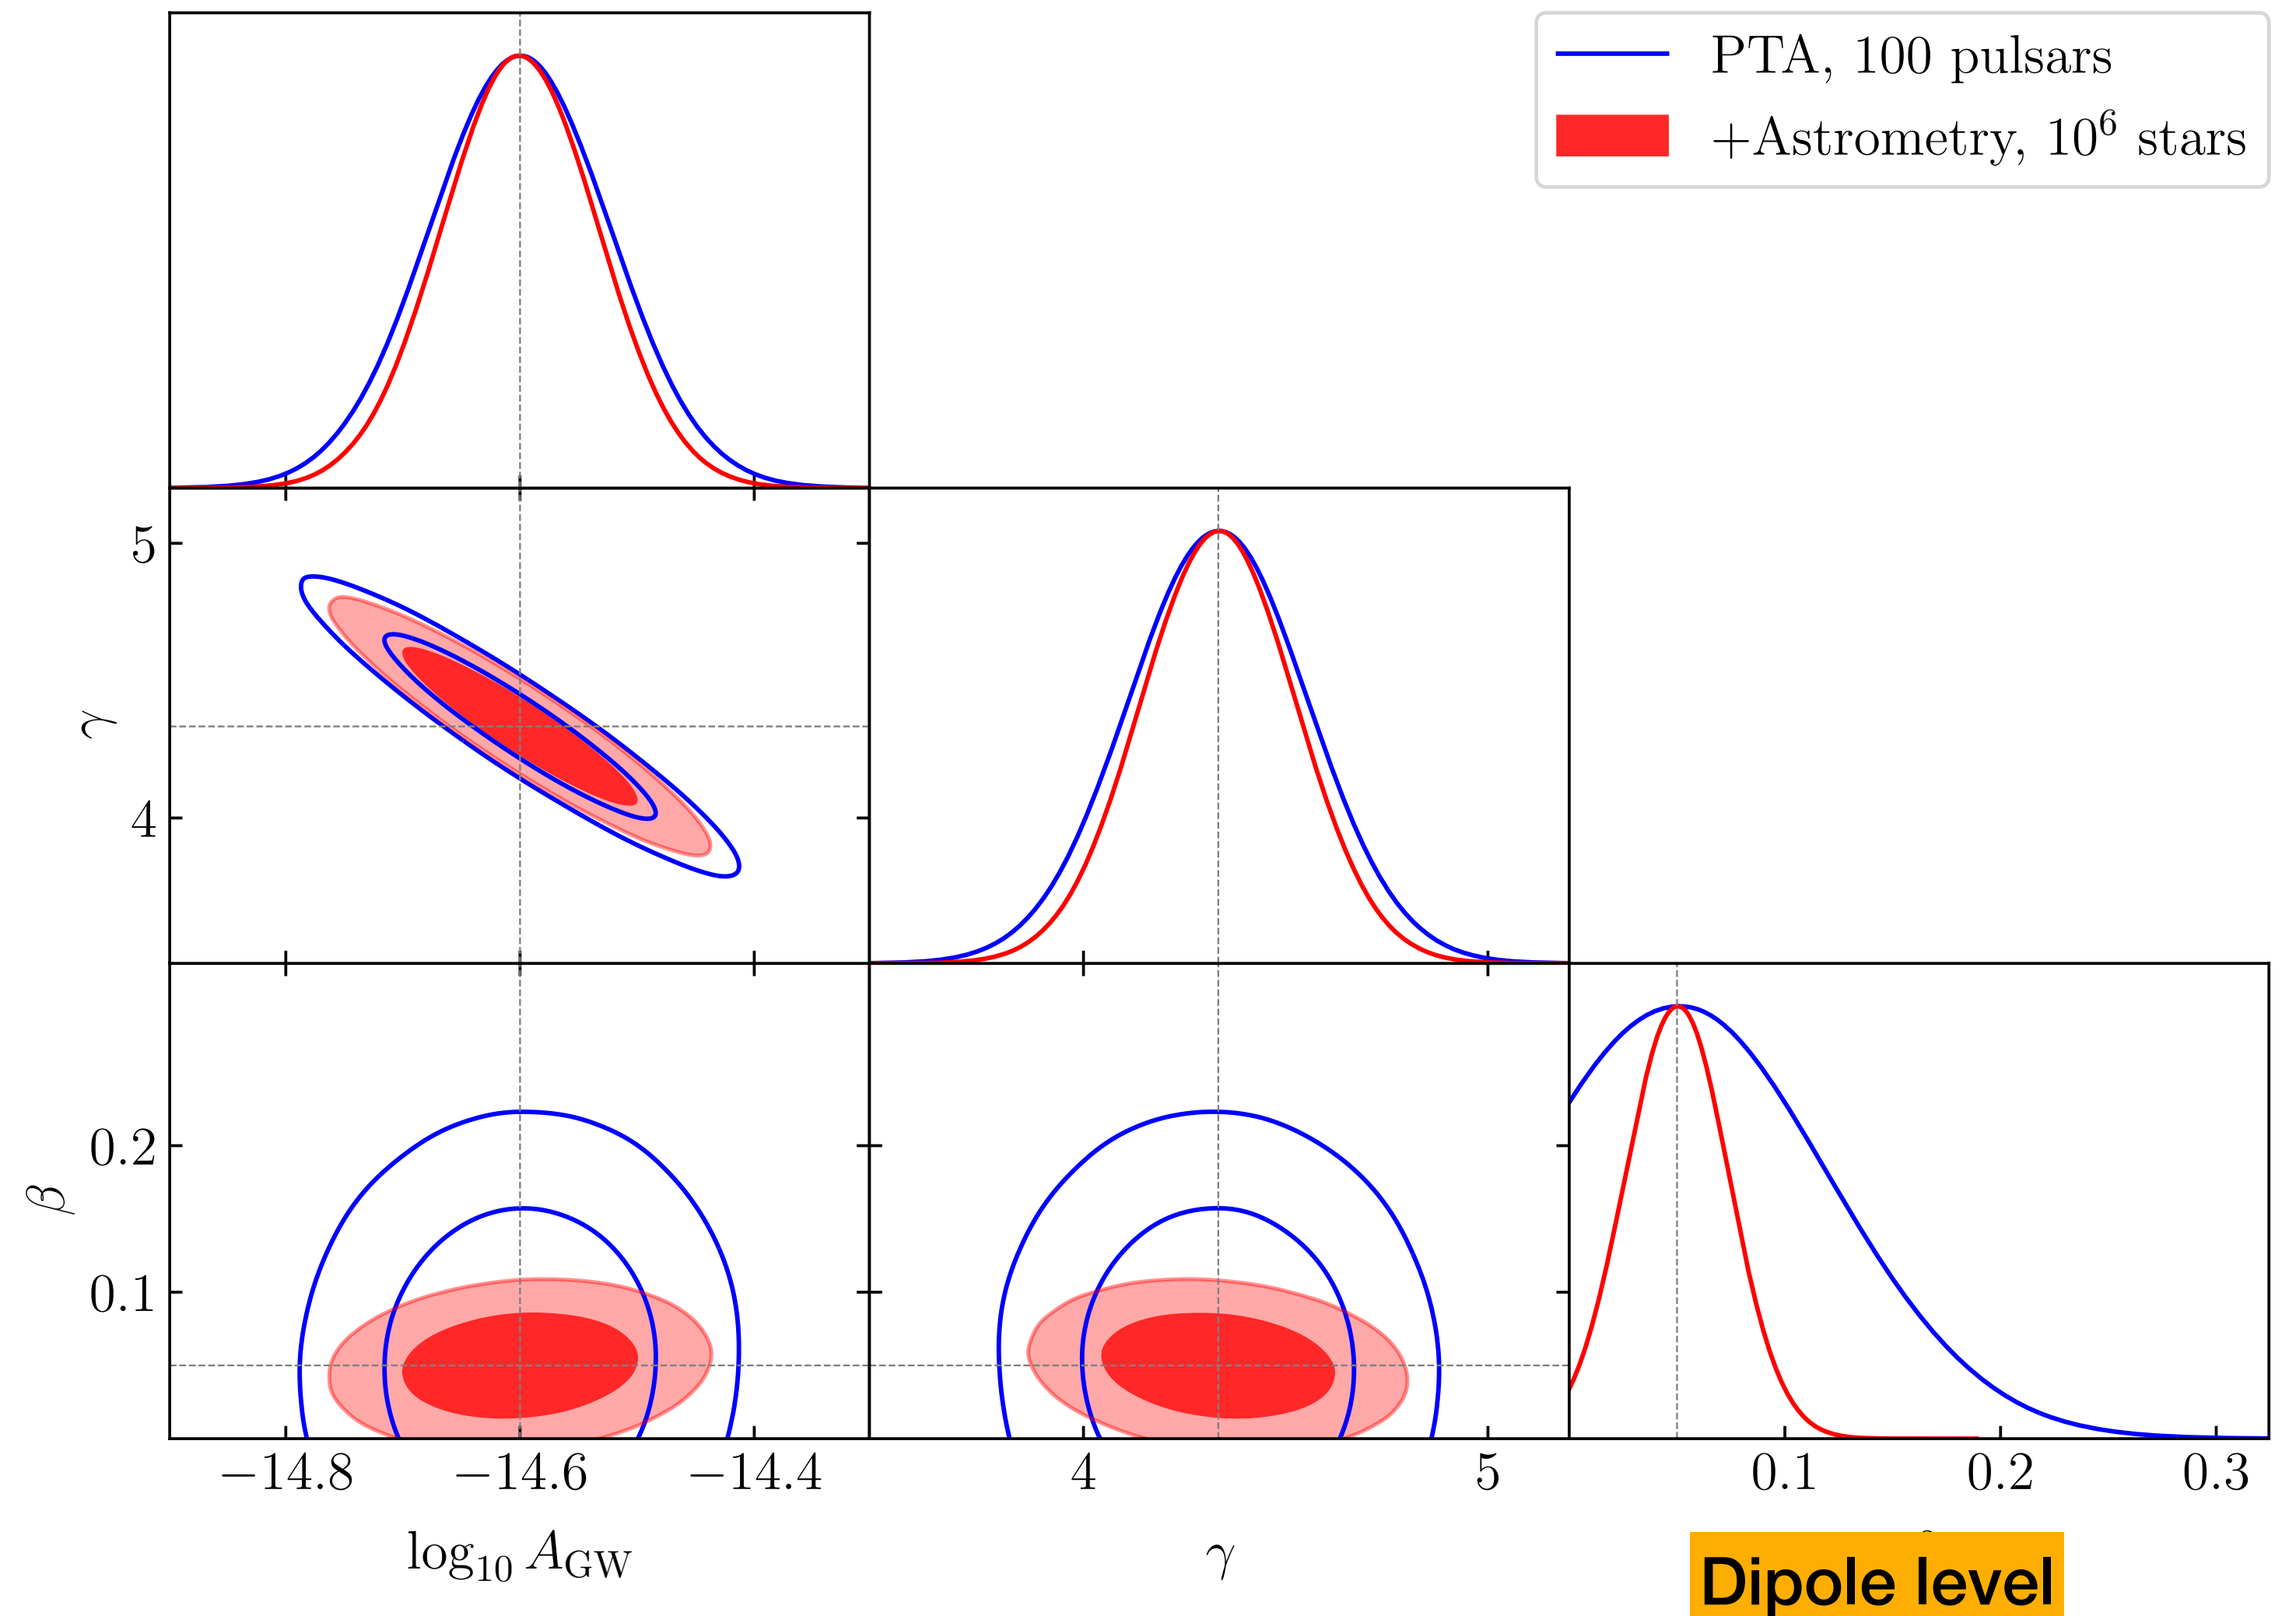 PTA, 100 pulsars
+Astrometry, 10⁶ stars
5
γ
4
0.2
β
0.1
−14.8 −14.6 −14.4 4 5 0.1 0.2 0.3
log₁₀ A_GW γ
Dipole level